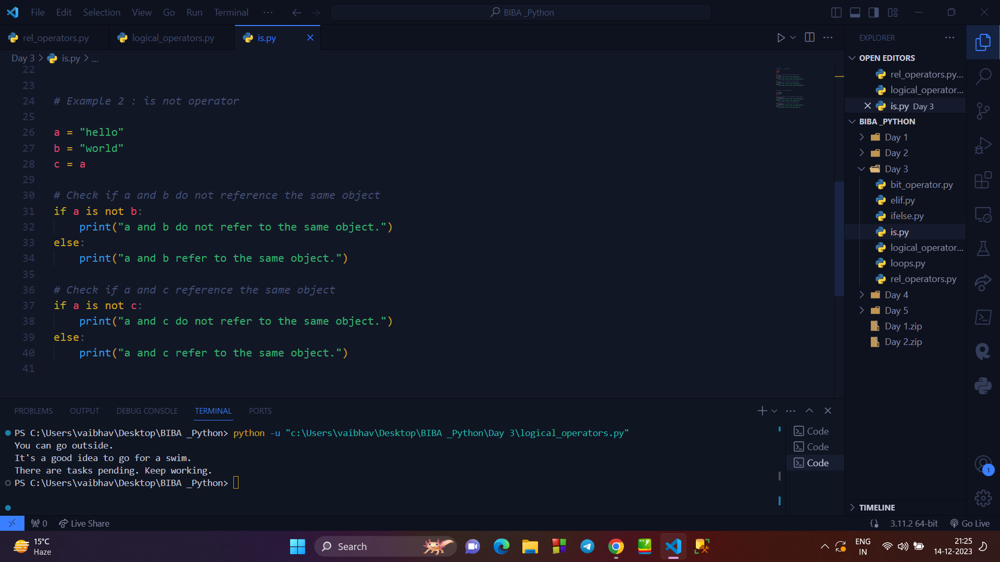 File Edit Selection View Go Run Terminal ··· BIBA _Python
rel_operators.py logical_operators.py is.py
Day 3 > is.py > ...
22
23
24 # Example 2 : is not operator
25
26 a = "hello"
27 b = "world"
28 c = a
29
30 # Check if a and b do not reference the same object
31 if a is not b:
32 print("a and b do not refer to the same object.")
33 else:
34 print("a and b refer to the same object.")
35
36 # Check if a and c reference the same object
37 if a is not c:
38 print("a and c do not refer to the same object.")
39 else:
40 print("a and c refer to the same object.")
41
PROBLEMS OUTPUT DEBUG CONSOLE TERMINAL PORTS
PS C:\Users\vaibhav\Desktop\BIBA _Python> python -u "c:\Users\vaibhav\Desktop\BIBA _Python\Day 3\logical_operators.py"
You can go outside.
It's a good idea to go for a swim.
There are tasks pending. Keep working.
PS C:\Users\vaibhav\Desktop\BIBA _Python>
Code
Code
Code
EXPLORER ···
OPEN EDITORS
rel_operators.py...
logical_operator...
is.py Day 3
BIBA _PYTHON
Day 1
Day 2
Day 3
bit_operator.py
elif.py
ifelse.py
is.py
logical_operator...
loops.py
rel_operators.py
Day 4
Day 5
Day 1.zip
Day 2.zip
TIMELINE
1
0 Live Share 3.11.2 64-bit Go Live
15°C
Haze
Search
ENG
IN
21:25
14-12-2023